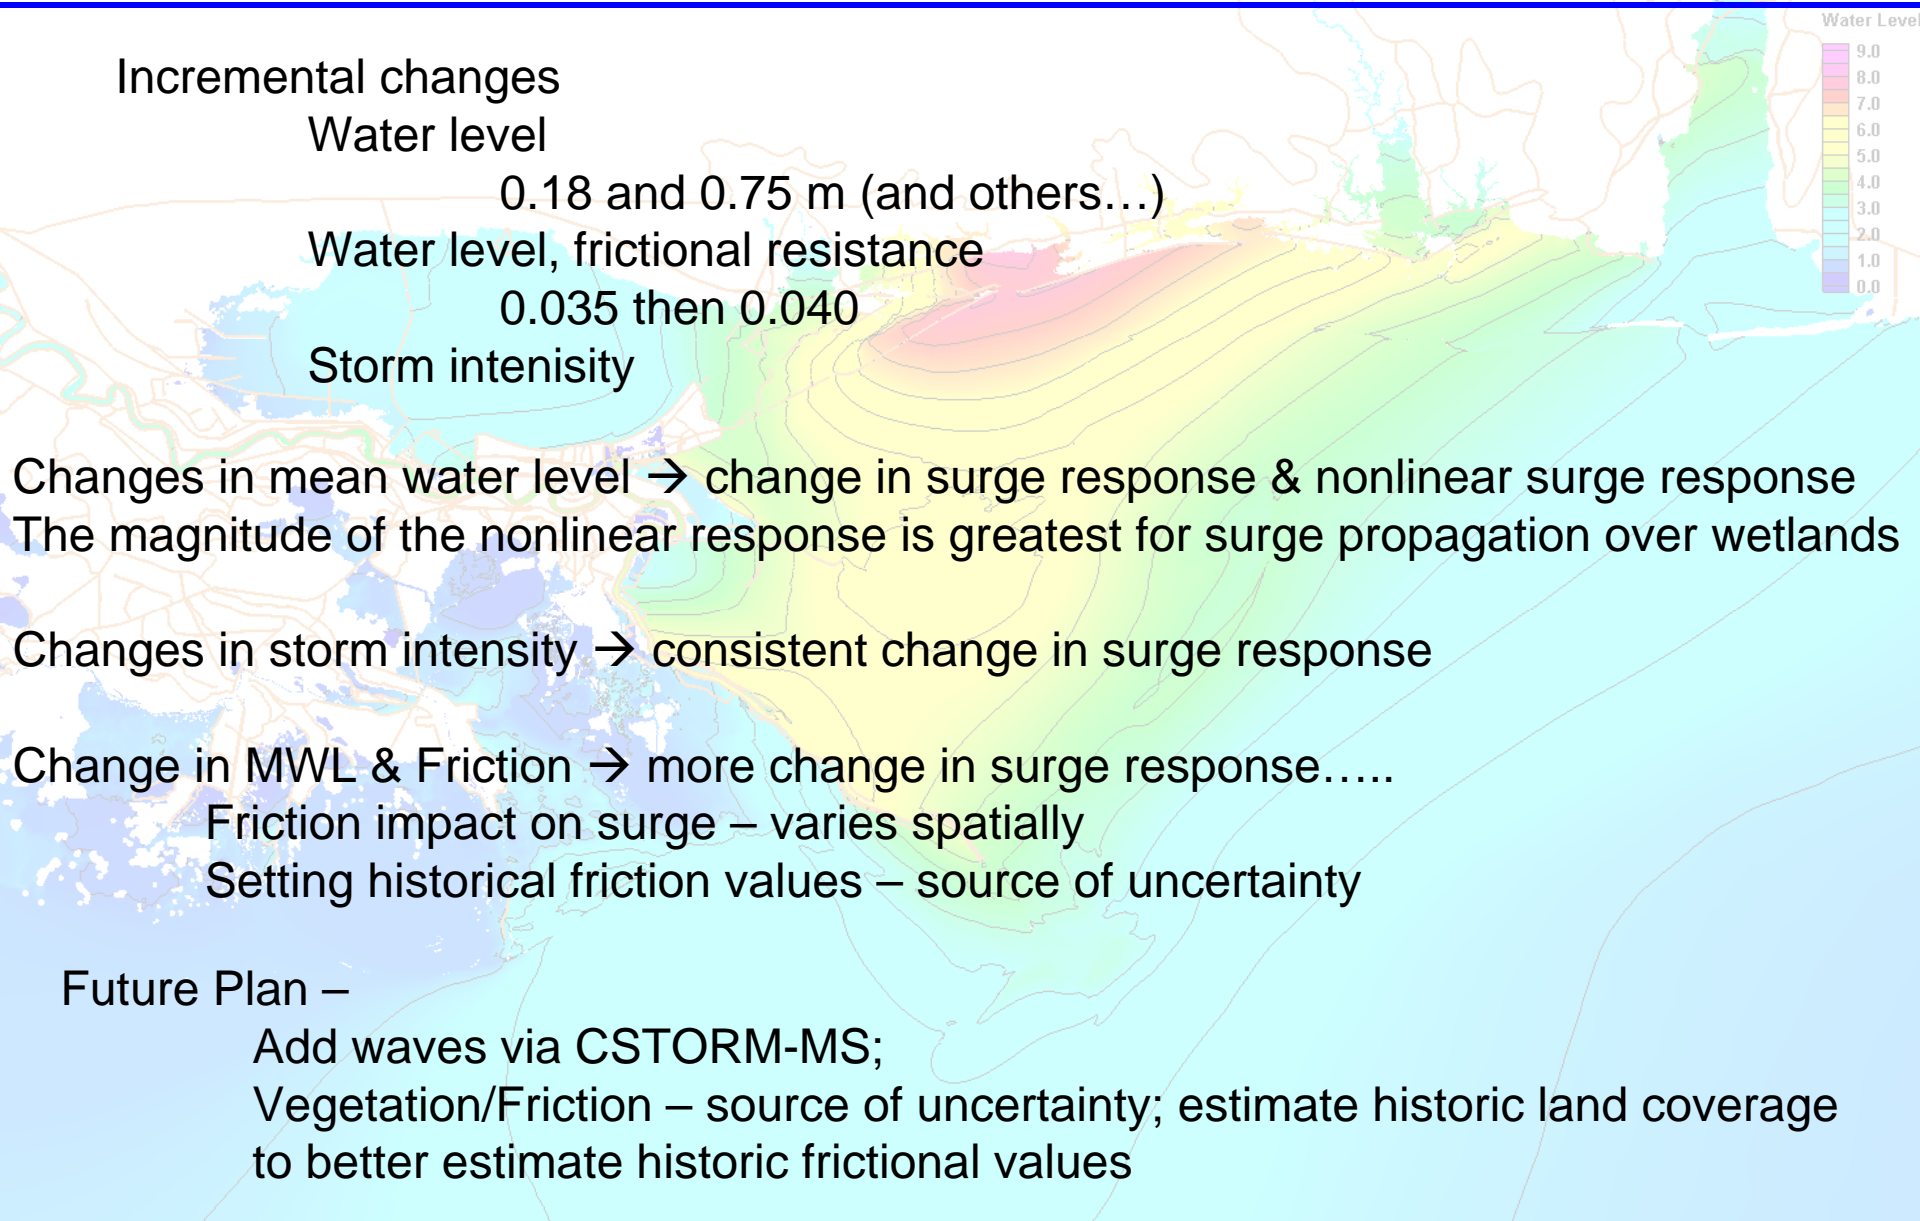 Water Level
9.0
8.0
7.0
6.0
5.0
4.0
3.0
2.0
1.0
0.0
Incremental changes
Water level
0.18 and 0.75 m (and others…)
Water level, frictional resistance
0.035 then 0.040
Storm intenisity
Changes in mean water level → change in surge response & nonlinear surge response
The magnitude of the nonlinear response is greatest for surge propagation over wetlands
Changes in storm intensity → consistent change in surge response
Change in MWL & Friction → more change in surge response…..
Friction impact on surge – varies spatially
Setting historical friction values – source of uncertainty
Future Plan –
Add waves via CSTORM-MS;
Vegetation/Friction – source of uncertainty; estimate historic land coverage
to better estimate historic frictional values